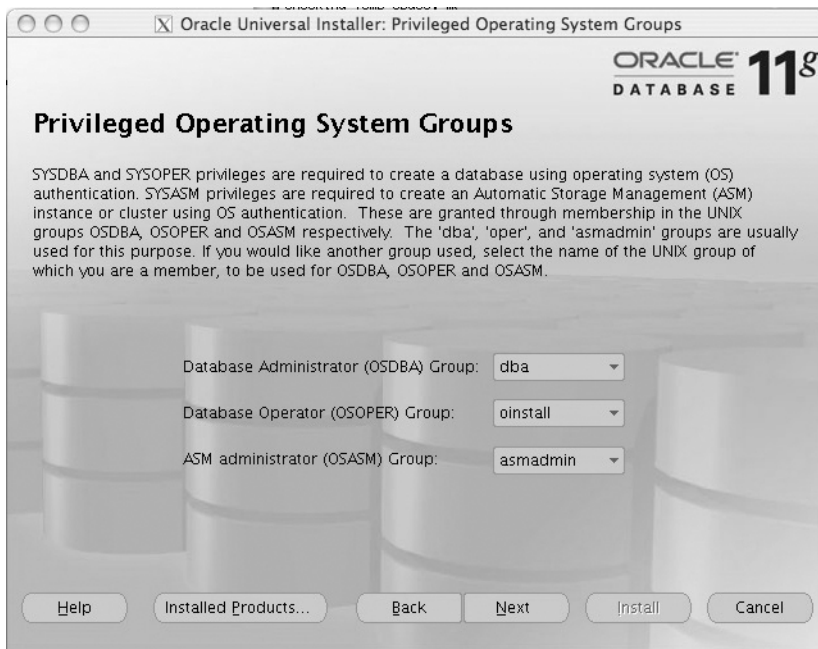 Oracle Universal Installer: Privileged Operating System Groups
ORACLE
DATABASE 11g
Privileged Operating System Groups
SYSDBA and SYSOPER privileges are required to create a database using operating system (OS)
authentication. SYSASM privileges are required to create an Automatic Storage Management (ASM)
instance or cluster using OS authentication. These are granted through membership in the UNIX
groups OSDBA, OSOPER and OSASM respectively. The 'dba', 'oper', and 'asmadmin' groups are usually
used for this purpose. If you would like another group used, select the name of the UNIX group of
which you are a member, to be used for OSDBA, OSOPER and OSASM.
Database Administrator (OSDBA) Group: dba
Database Operator (OSOPER) Group: oinstall
ASM administrator (OSASM) Group: asmadmin
Help Installed Products... Back Next Install Cancel